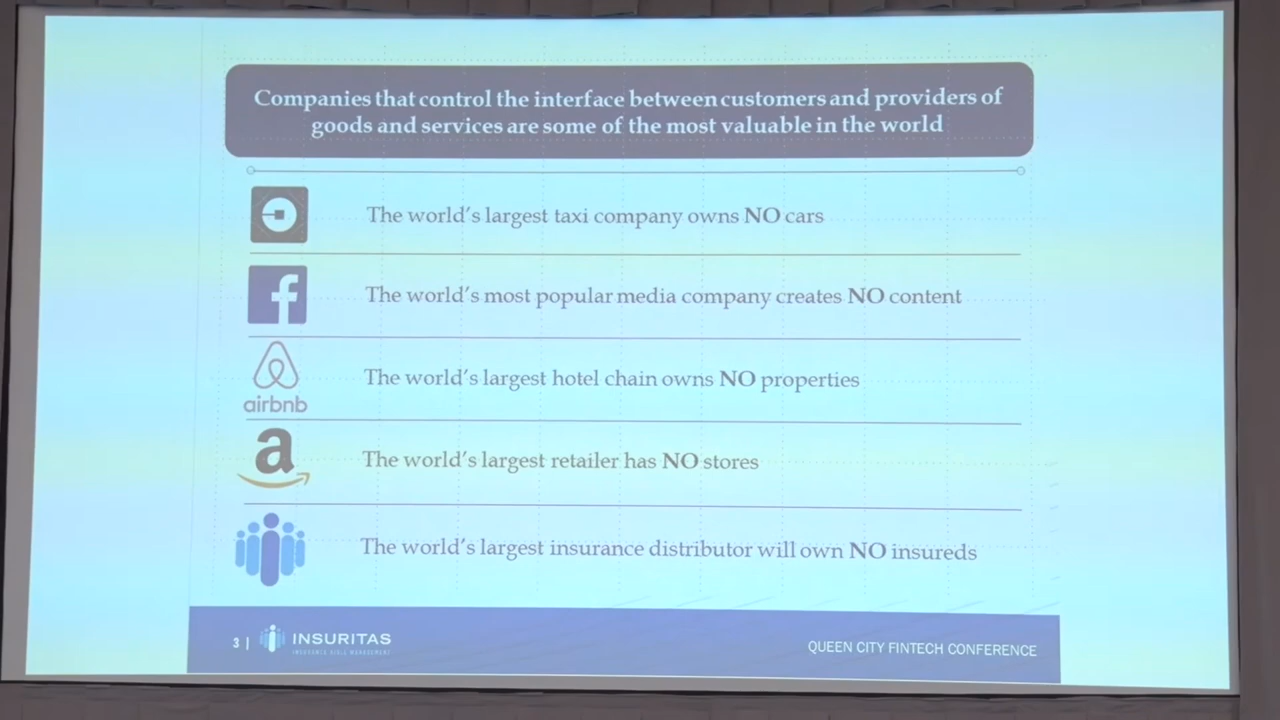 Companies that control the interface between customers and providers of
goods and services are some of the most valuable in the world
The world's largest taxi company owns NO cars
The world's most popular media company creates NO content
airbnb
The world's largest hotel chain owns NO properties
a
The world's largest retailer has NO stores
The world's largest insurance distributor will own NO insureds
3 |
INSURITAS
QUEEN CITY FINTECH CONFERENCE